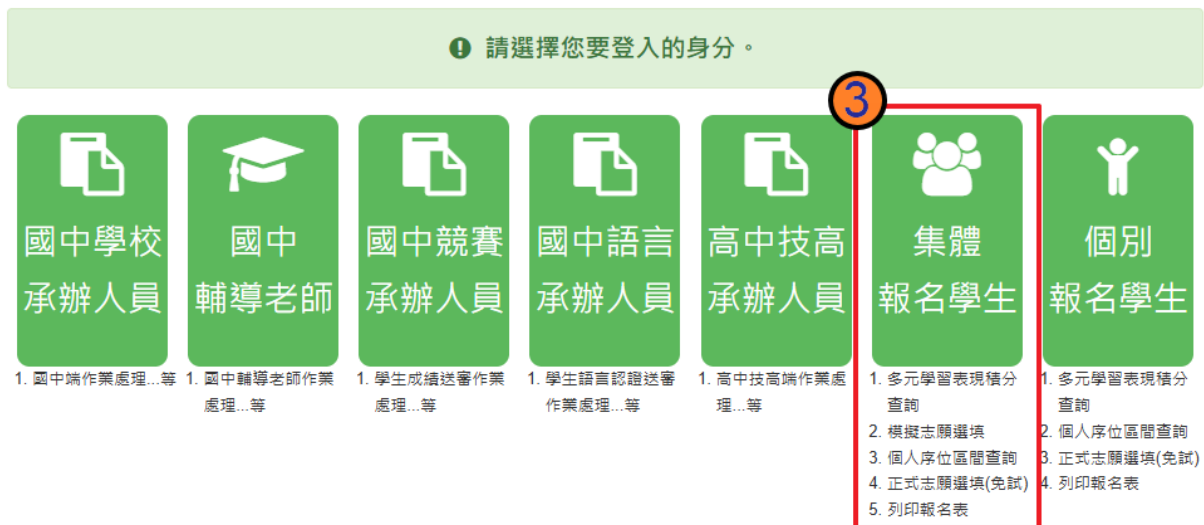 請選擇您要登入的身分。
3
國中學校
承辦人員
1. 國中端作業處理...等
國中
輔導老師
1. 國中輔導老師作業
處理...等
國中競賽
承辦人員
1. 學生成績送審作業
處理...等
國中語言
承辦人員
1. 學生語言認證送審
作業處理...等
高中技高
承辦人員
1. 高中技高端作業處
理...等
集體
報名學生
1. 多元學習表現積分
查詢
2. 模擬志願選填
3. 個人序位區間查詢
4. 正式志願選填(免試)
5. 列印報名表
個別
報名學生
1. 多元學習表現積分
查詢
2. 個人序位區間查詢
3. 正式志願選填(免試)
4. 列印報名表